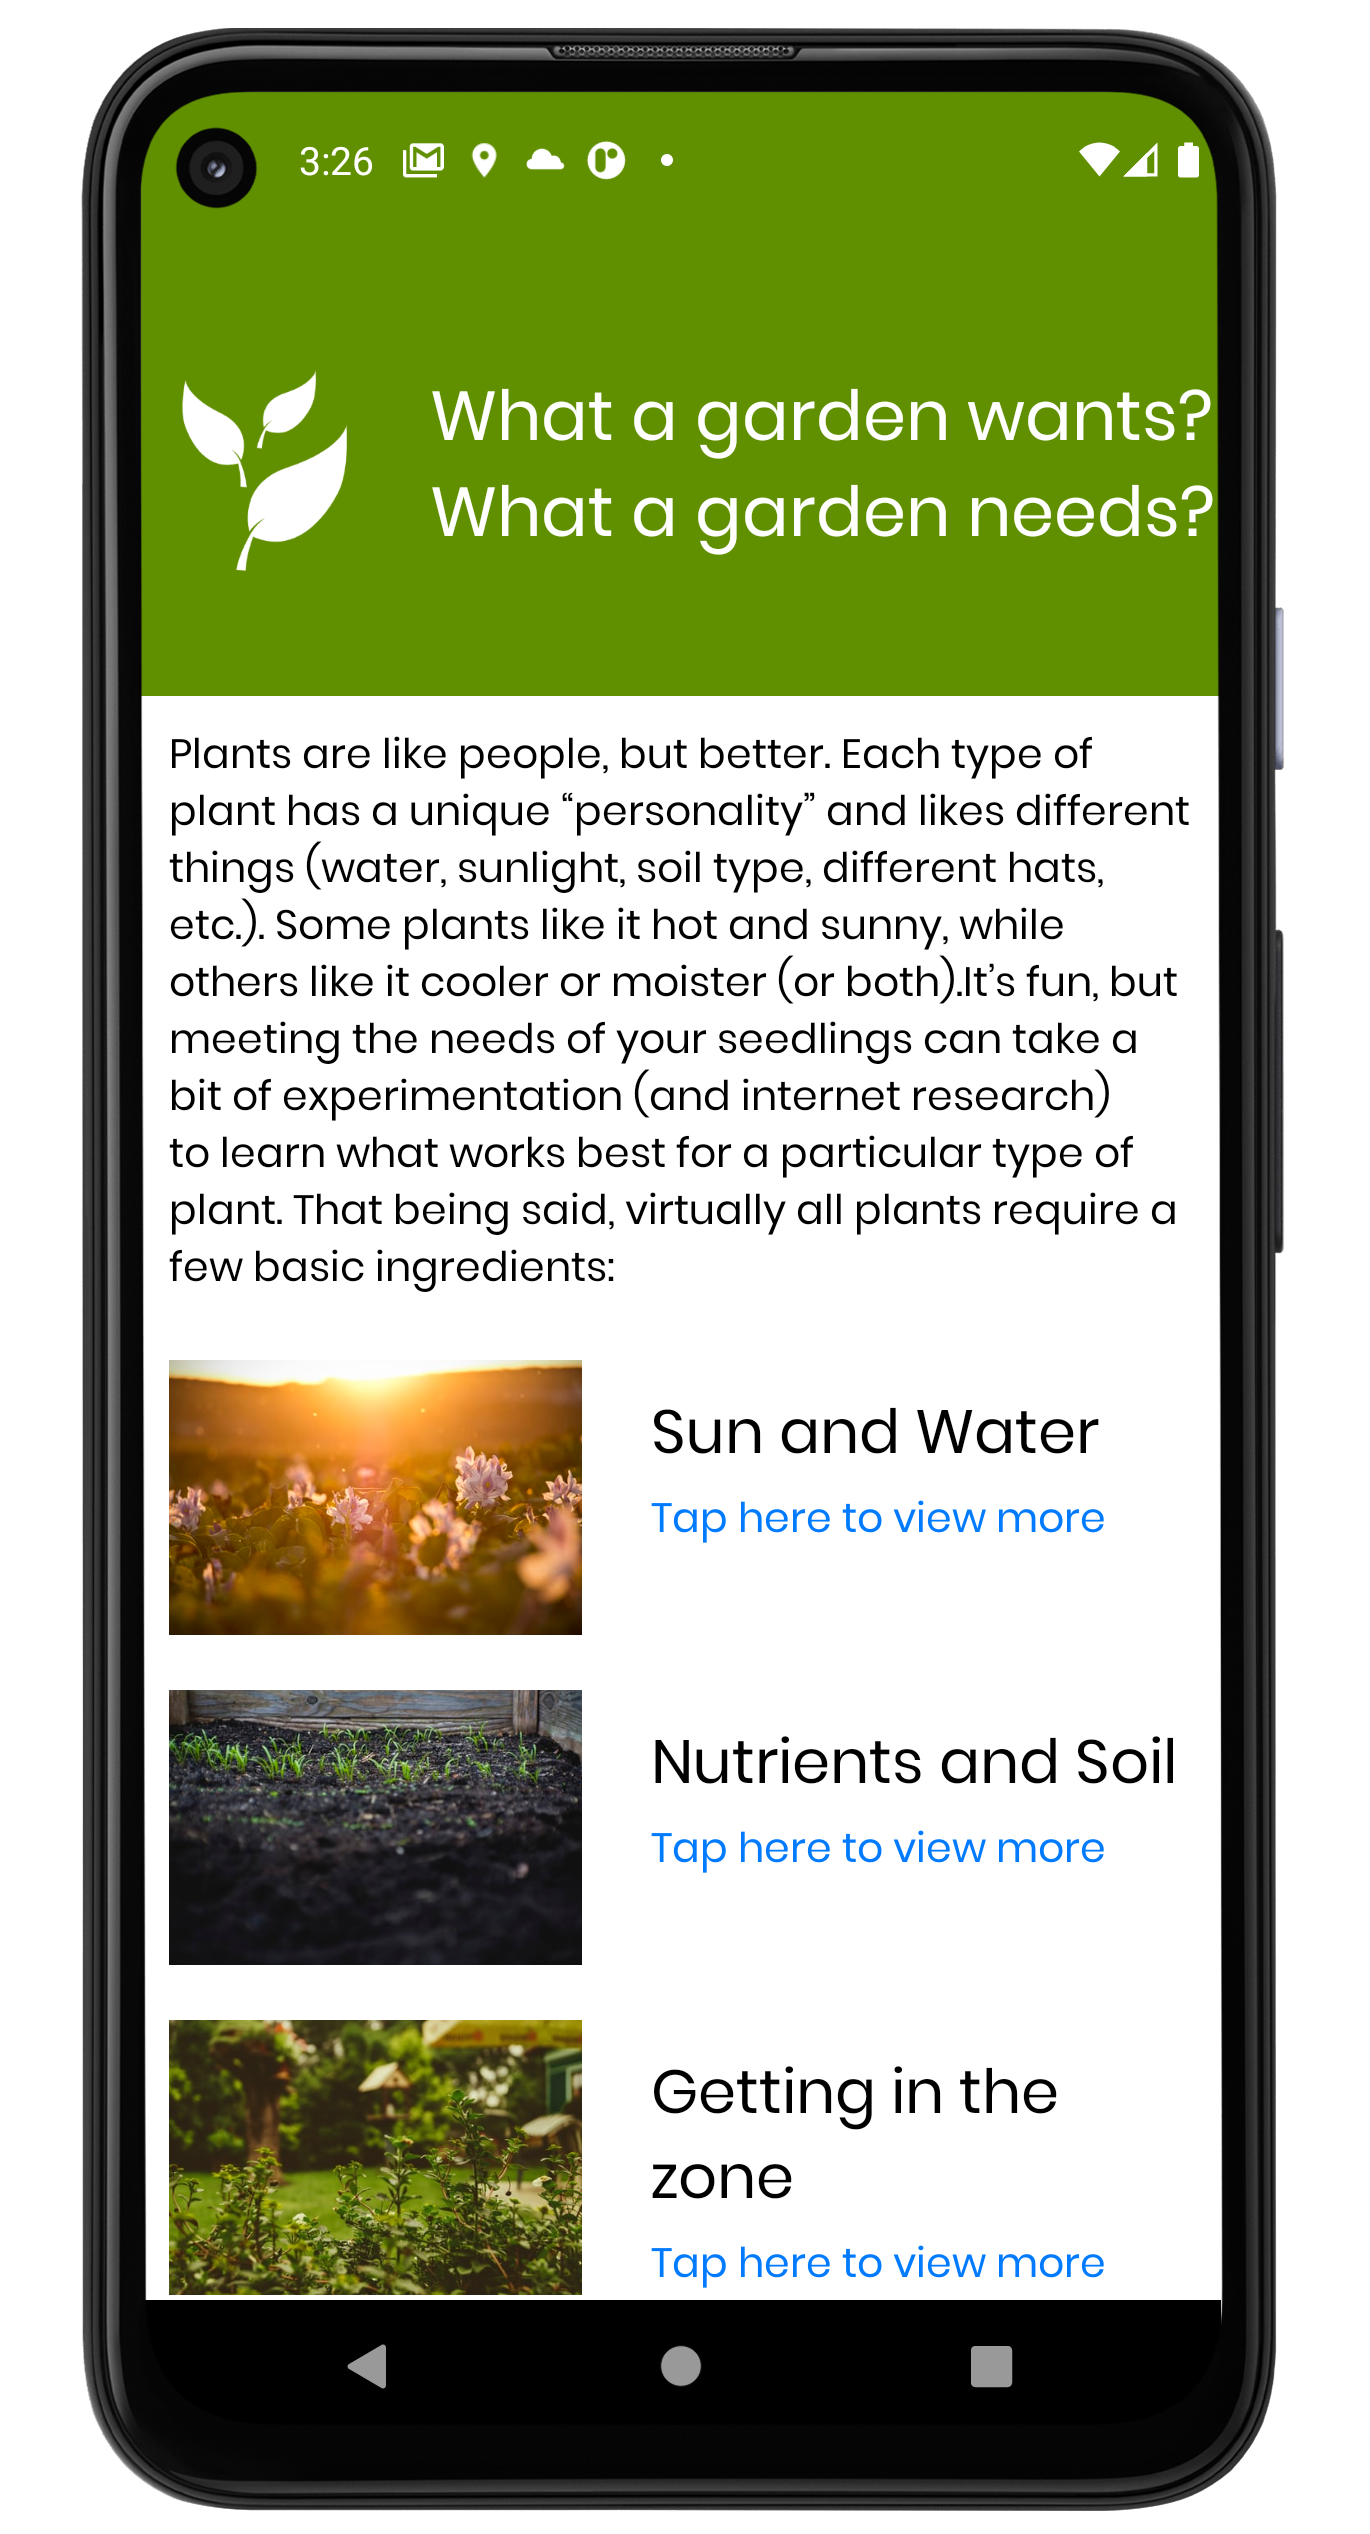 3:26
What a garden wants?
What a garden needs?
Plants are like people, but better. Each type of
plant has a unique “personality” and likes different
things (water, sunlight, soil type, different hats,
etc.). Some plants like it hot and sunny, while
others like it cooler or moister (or both).It’s fun, but
meeting the needs of your seedlings can take a
bit of experimentation (and internet research)
to learn what works best for a particular type of
plant. That being said, virtually all plants require a
few basic ingredients:
Sun and Water
Tap here to view more
Nutrients and Soil
Tap here to view more
Getting in the
zone
Tap here to view more